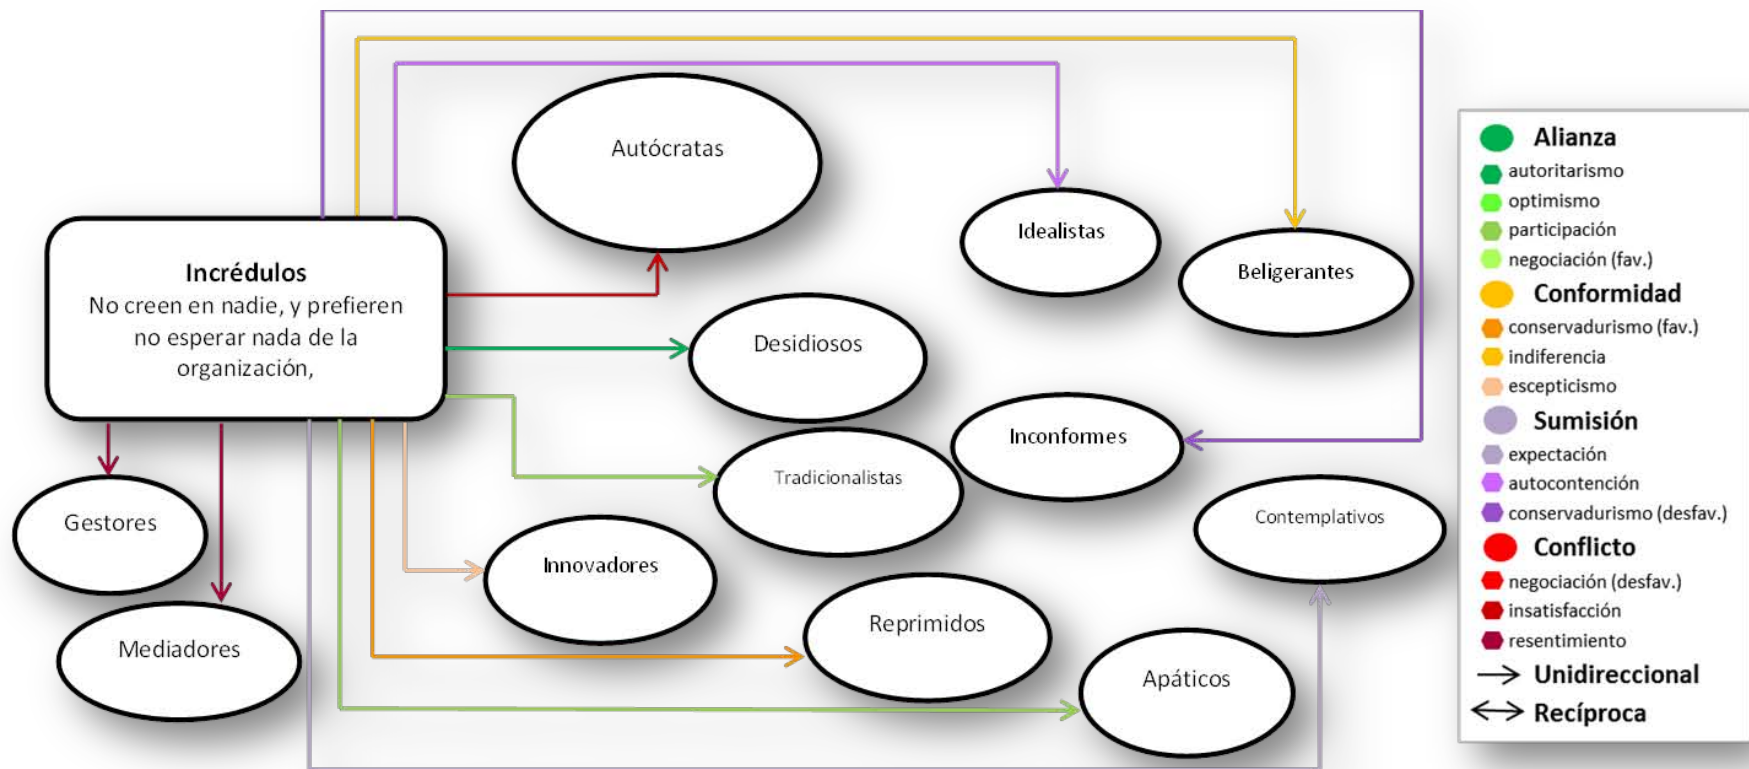 Autócratas
Idealistas
Beligerantes
Incrédulos
No creen en nadie, y prefieren
no esperar nada de la
organización,
Desidiosos
Inconformes
Tradicionalistas
Contemplativos
Gestores
Innovadores
Reprimidos
Mediadores
Apáticos
Alianza
autoritarismo
optimismo
participación
negociación (fav.)
Conformidad
conservadurismo (fav.)
indiferencia
escepticismo
Sumisión
expectación
autocontención
conservadurismo (desfav.)
Conflicto
negociación (desfav.)
insatisfacción
resentimiento
Unidireccional
Recíproca